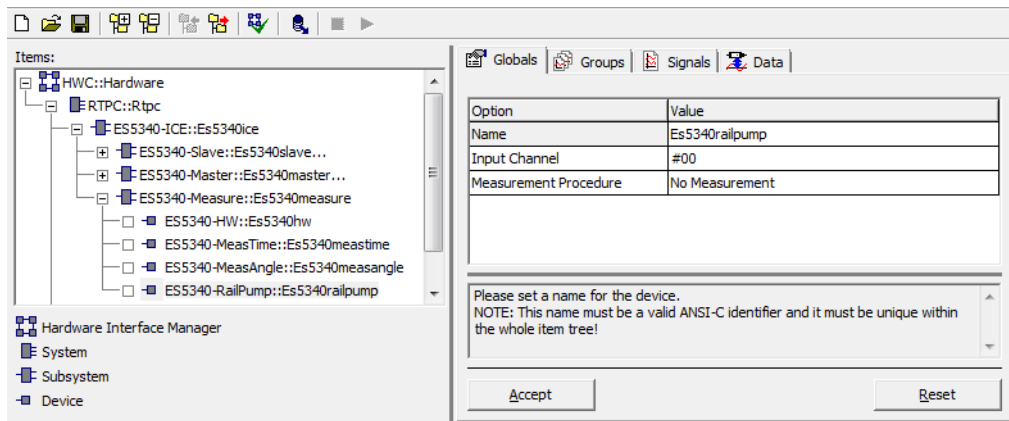 Items:
HWC::Hardware
RTPC::Rtpc
ES5340-ICE::Es5340ice
ES5340-Slave::Es5340slave...
ES5340-Master::Es5340master...
ES5340-Measure::Es5340measure
ES5340-HW::Es5340hw
ES5340-MeasTime::Es5340meastime
ES5340-MeasAngle::Es5340measangle
ES5340-RailPump::Es5340railpump
Hardware Interface Manager
System
Subsystem
Device
Globals Groups Signals Data
Option Value
Name Es5340railpump
Input Channel #00
Measurement Procedure No Measurement
Please set a name for the device.
NOTE: This name must be a valid ANSI-C identifier and it must be unique within
the whole item tree!
Accept Reset